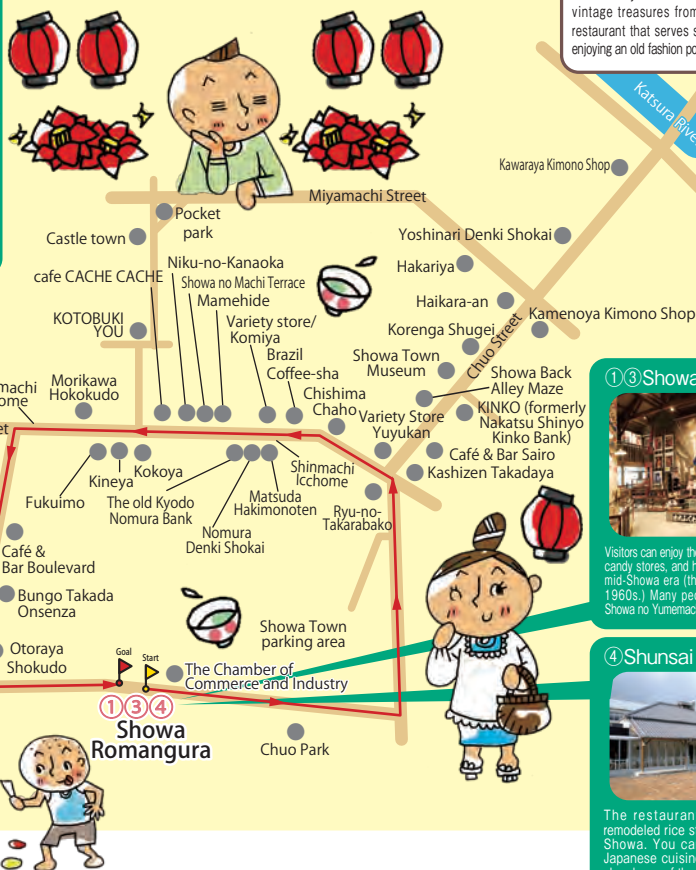 vintage treasures from
restaurant that serves
enjoying an old fashion
Katsura River
Kawaraya Kimono Shop
Miyamachi Street
Pocket
park
Castle town
Yoshinari Denki Shokai
Niku-no-Kanaoka
Hakariya
cafe CACHE CACHE
Showa no Machi Terrace
Mamehide
Haikara-an
Kamenoya Kimono Shop
KOTOBUKI
YOU
Variety store/
Komiya
Korenga Shugei
Chuo Street
Brazil
Coffee-sha
Showa Town
Museum
Showa Back
Alley Maze
①③Showa
machi
ome
Morikawa
Hokokudo
Chishima
Chaho
Variety Store
Yuyukan
KINKO (formerly
Nakatsu Shinyo
Kinko Bank)
et
Café & Bar Sairo
Kashizen Takadaya
Shinmachi
Icchome
Kokoya
Kineya
Fukuimo
The old Kyodo
Nomura Bank
Matsuda
Hakimonoten
Ryu-no-
Takarabako
Nomura
Denki Shokai
Café &
Bar Boulevard
Visitors can enjoy the
candy stores, and h
mid-Showa era (th
1960s.) Many peo
Showa no Yumemac
Bungo Takada
Onsenza
Showa Town
parking area
Otoraya
Shokudo
Goal
Start
The Chamber of
Commerce and Industry
④Shunsai
①③④
Showa
Romangura
Chuo Park
The restaurant
remodeled rice st
Showa. You ca
Japanese cuisin